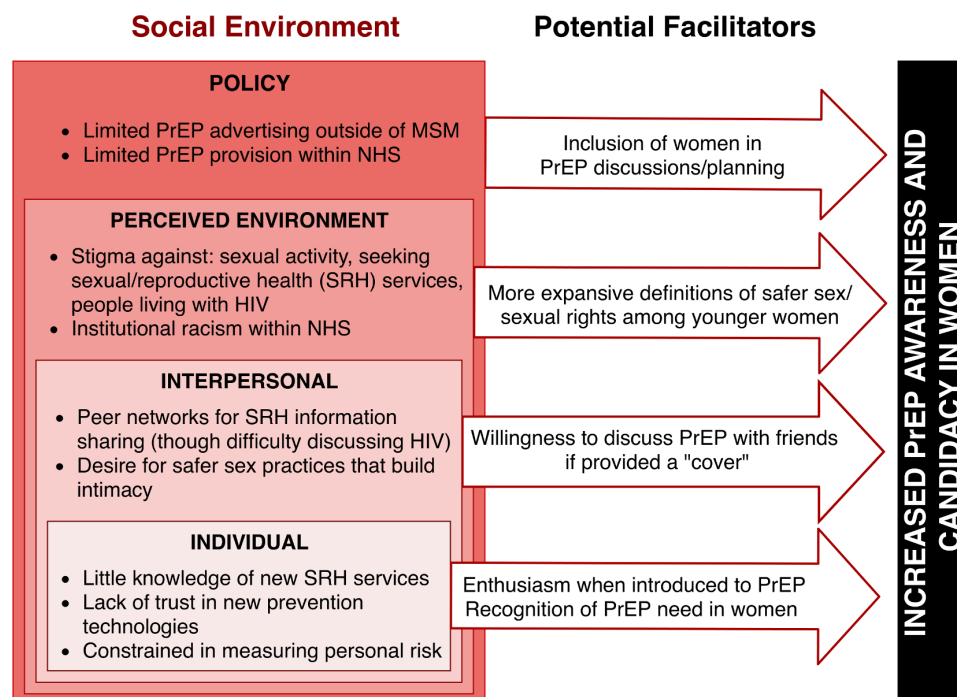 Social Environment
Potential Facilitators
POLICY
• Limited PrEP advertising outside of MSM
• Limited PrEP provision within NHS
Inclusion of women in
PrEP discussions/planning
PERCEIVED ENVIRONMENT
• Stigma against: sexual activity, seeking
sexual/reproductive health (SRH) services,
people living with HIV
• Institutional racism within NHS
More expansive definitions of safer sex/
sexual rights among younger women
INTERPERSONAL
• Peer networks for SRH information
sharing (though difficulty discussing HIV)
• Desire for safer sex practices that build
intimacy
Willingness to discuss PrEP with friends
if provided a "cover"
INDIVIDUAL
• Little knowledge of new SRH services
• Lack of trust in new prevention
technologies
• Constrained in measuring personal risk
Enthusiasm when introduced to PrEP
Recognition of PrEP need in women
INCREASED PrEP AWARENESS AND
CANDIDACY IN WOMEN